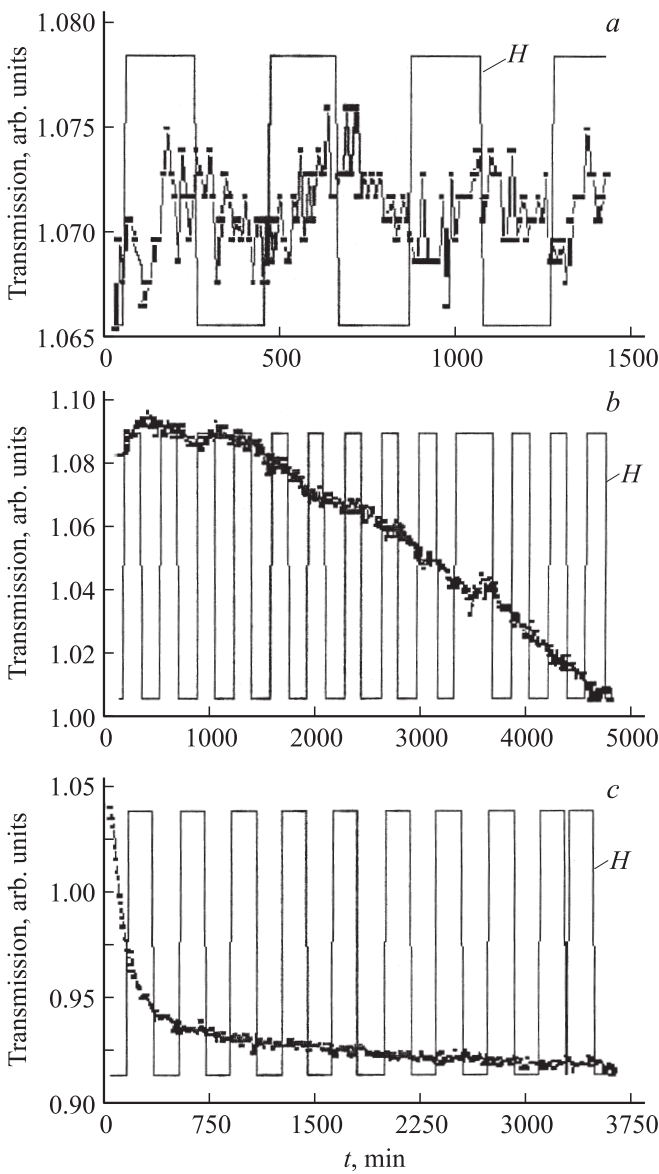 a
1.080
H
1.075
1.070
1.065
Transmission, arb. units
0 500 1000 1500
b
1.10
1.08
H
1.06
1.04
1.02
1.00
Transmission, arb. units
0 1000 2000 3000 4000 5000
c
1.05
H
1.00
0.95
0.90
Transmission, arb. units
0 750 1500 2250 3000 3750
t, min